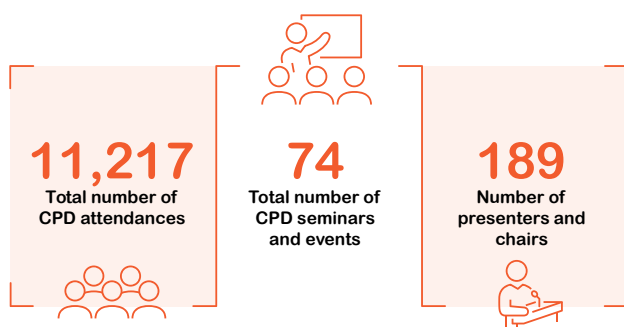 11,217
Total number of
CPD attendances
74
Total number of
CPD seminars
and events
189
Number of
presenters and
chairs